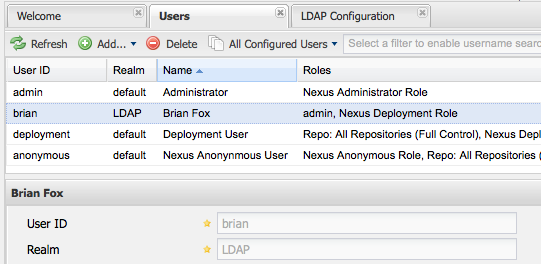 Welcome Users LDAP Configuration
Refresh Add... Delete All Configured Users Select a filter to enable username searc
User ID Realm Name Roles
admin default Administrator Nexus Administrator Role
brian LDAP Brian Fox admin, Nexus Deployment Role
deployment default Deployment User Repo: All Repositories (Full Control), Nexus Depl
anonymous default Nexus Anonynmous User Nexus Anonymous Role, Repo: All Repositories (
Brian Fox
User ID brian
Realm LDAP